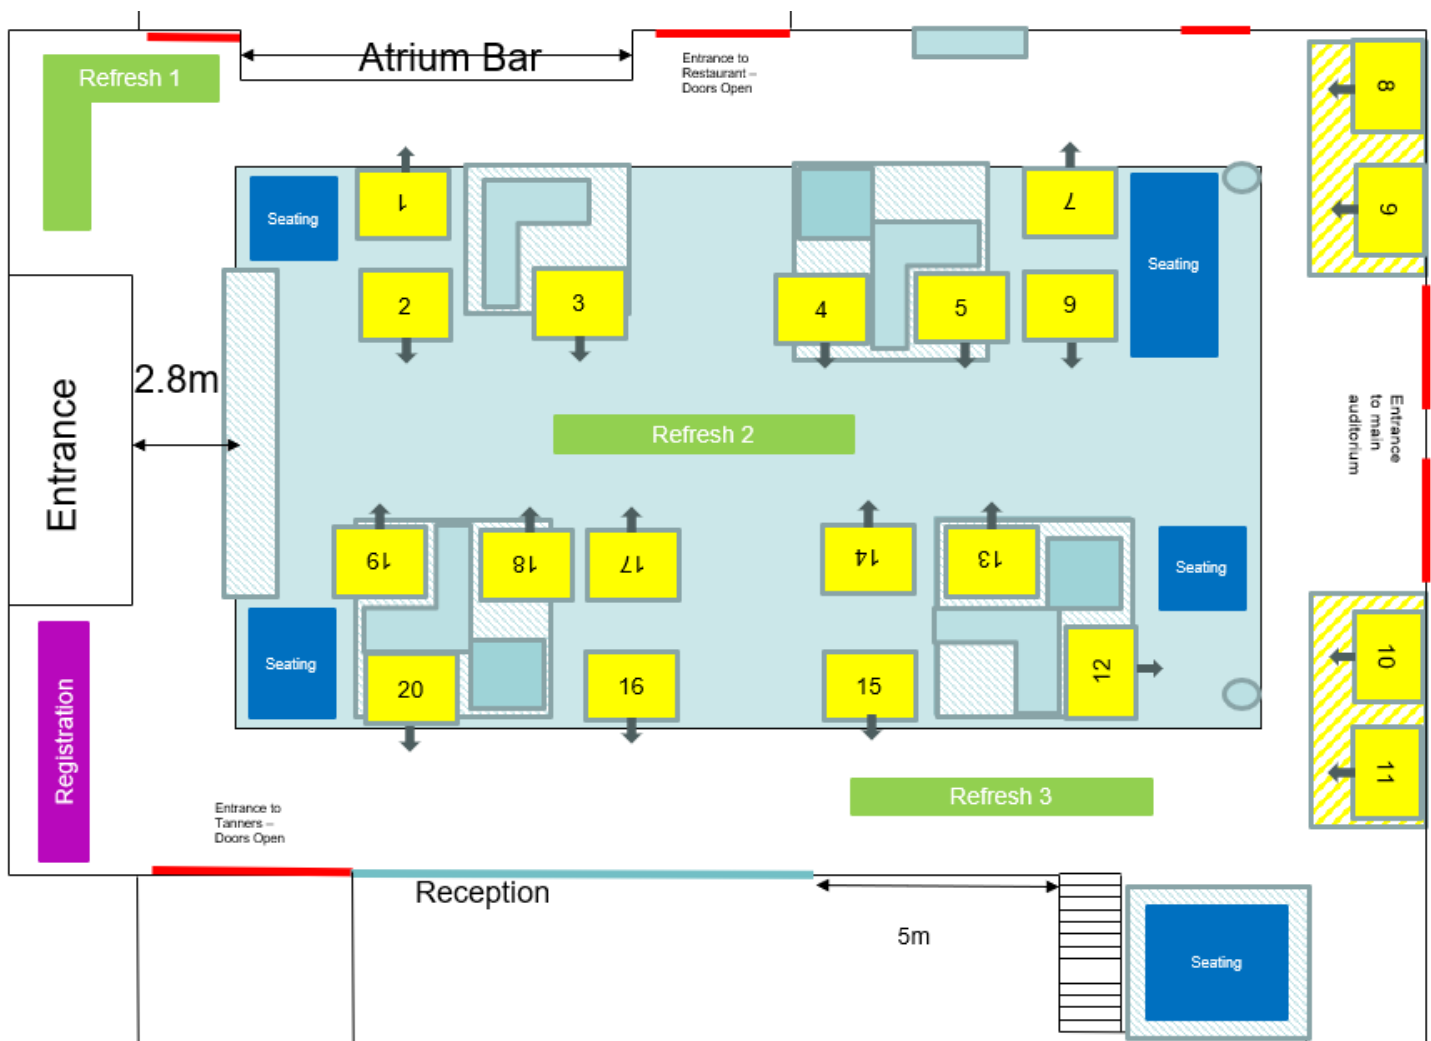 Atrium Bar
Refresh 1
Entrance to
Restaurant –
Doors Open
8
9
Seating
1
7
Seating
2
3
4
5
6
2.8m
Entrance
Refresh 2
Entrance
to main
auditorium
19
18
17
14
13
Seating
Seating
20
16
15
12
10
11
Registration
Refresh 3
Entrance to
Tanners –
Doors Open
Reception
5m
Seating